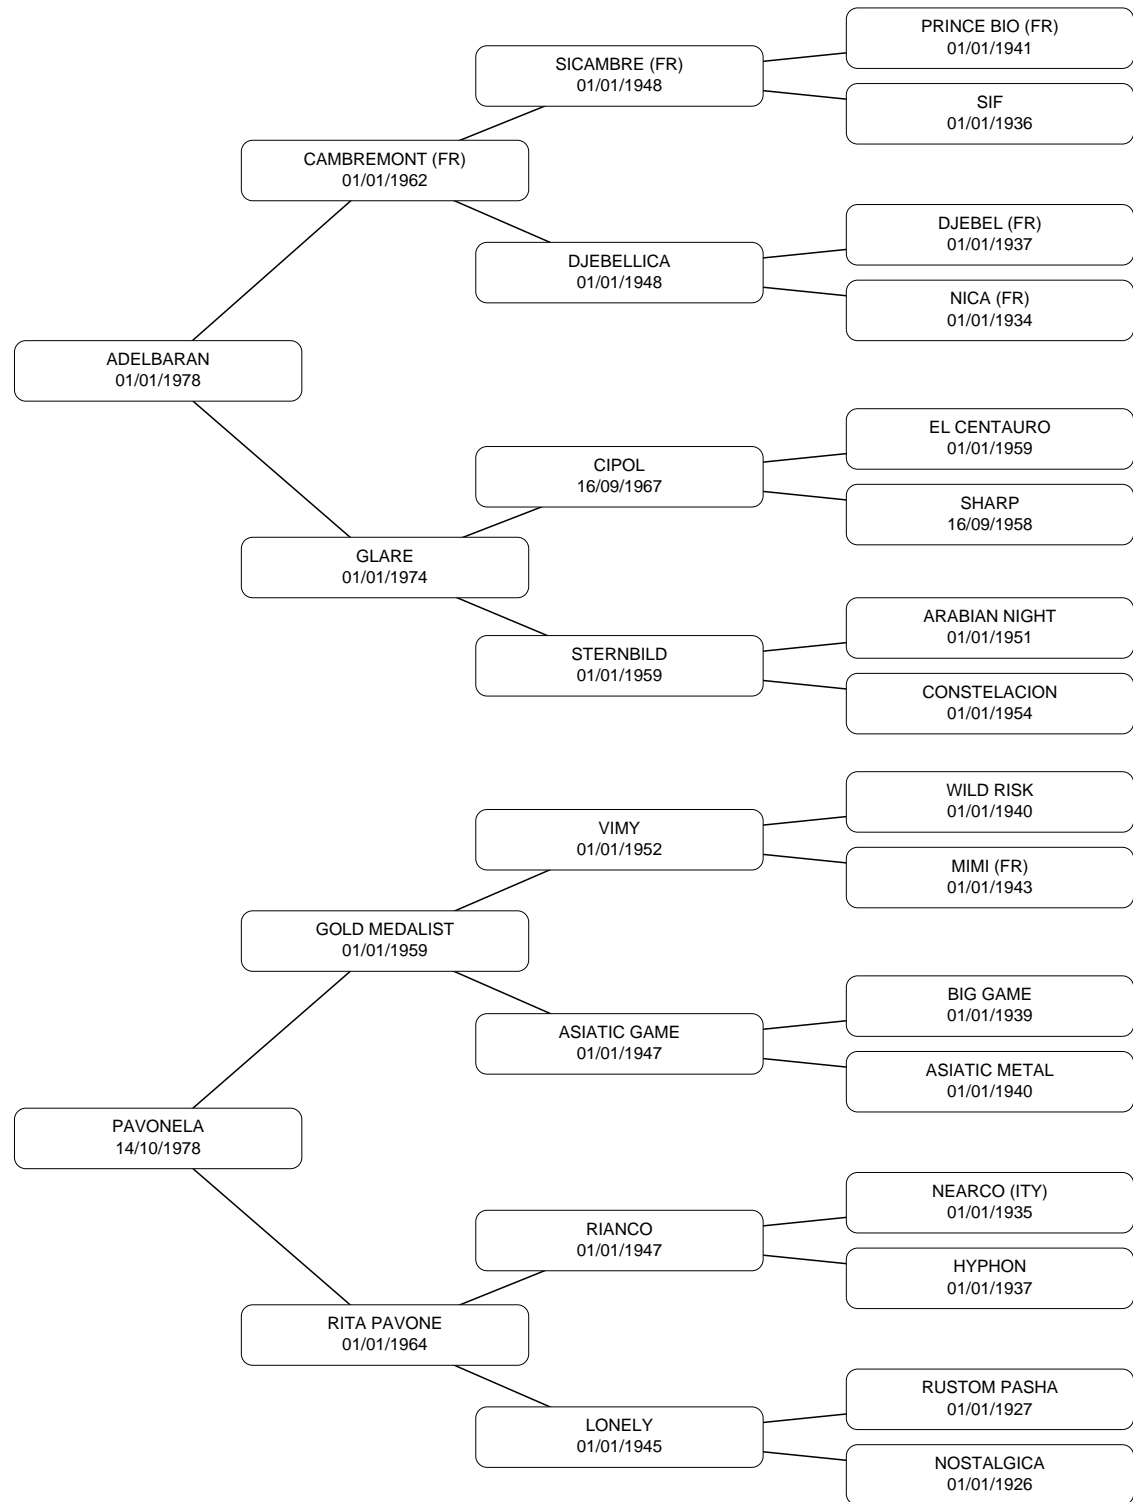 PRINCE BIO (FR)
01/01/1941
SICAMBRE (FR)
01/01/1948
SIF
01/01/1936
CAMBREMONT (FR)
01/01/1962
DJEBEL (FR)
01/01/1937
DJEBELLICA
01/01/1948
NICA (FR)
01/01/1934
ADELBARAN
01/01/1978
EL CENTAURO
01/01/1959
CIPOL
16/09/1967
SHARP
16/09/1958
GLARE
01/01/1974
ARABIAN NIGHT
01/01/1951
STERNBILD
01/01/1959
CONSTELACION
01/01/1954
WILD RISK
01/01/1940
VIMY
01/01/1952
MIMI (FR)
01/01/1943
GOLD MEDALIST
01/01/1959
BIG GAME
01/01/1939
ASIATIC GAME
01/01/1947
ASIATIC METAL
01/01/1940
PAVONELA
14/10/1978
NEARCO (ITY)
01/01/1935
RIANCO
01/01/1947
HYPHON
01/01/1937
RITA PAVONE
01/01/1964
RUSTOM PASHA
01/01/1927
LONELY
01/01/1945
NOSTALGICA
01/01/1926